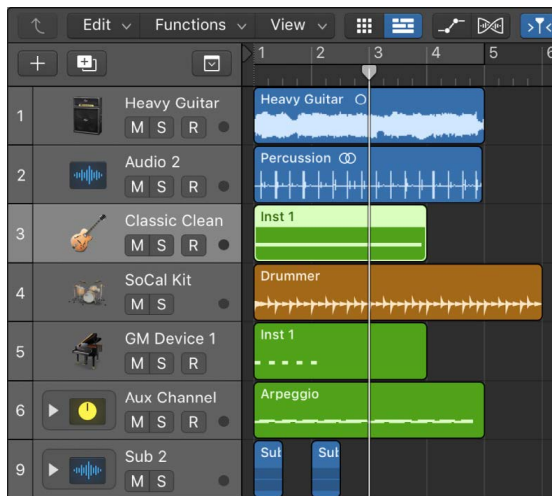 Edit Functions View
1 2 3 4 5 6
1 Heavy Guitar
M S R
Heavy Guitar
2 Audio 2
M S R
Percussion
3 Classic Clean
M S R
Inst 1
4 SoCal Kit
M S
Drummer
5 GM Device 1
M S R
Inst 1
6 Aux Channel
M S R
Arpeggio
9 Sub 2
M S
Sub Sub